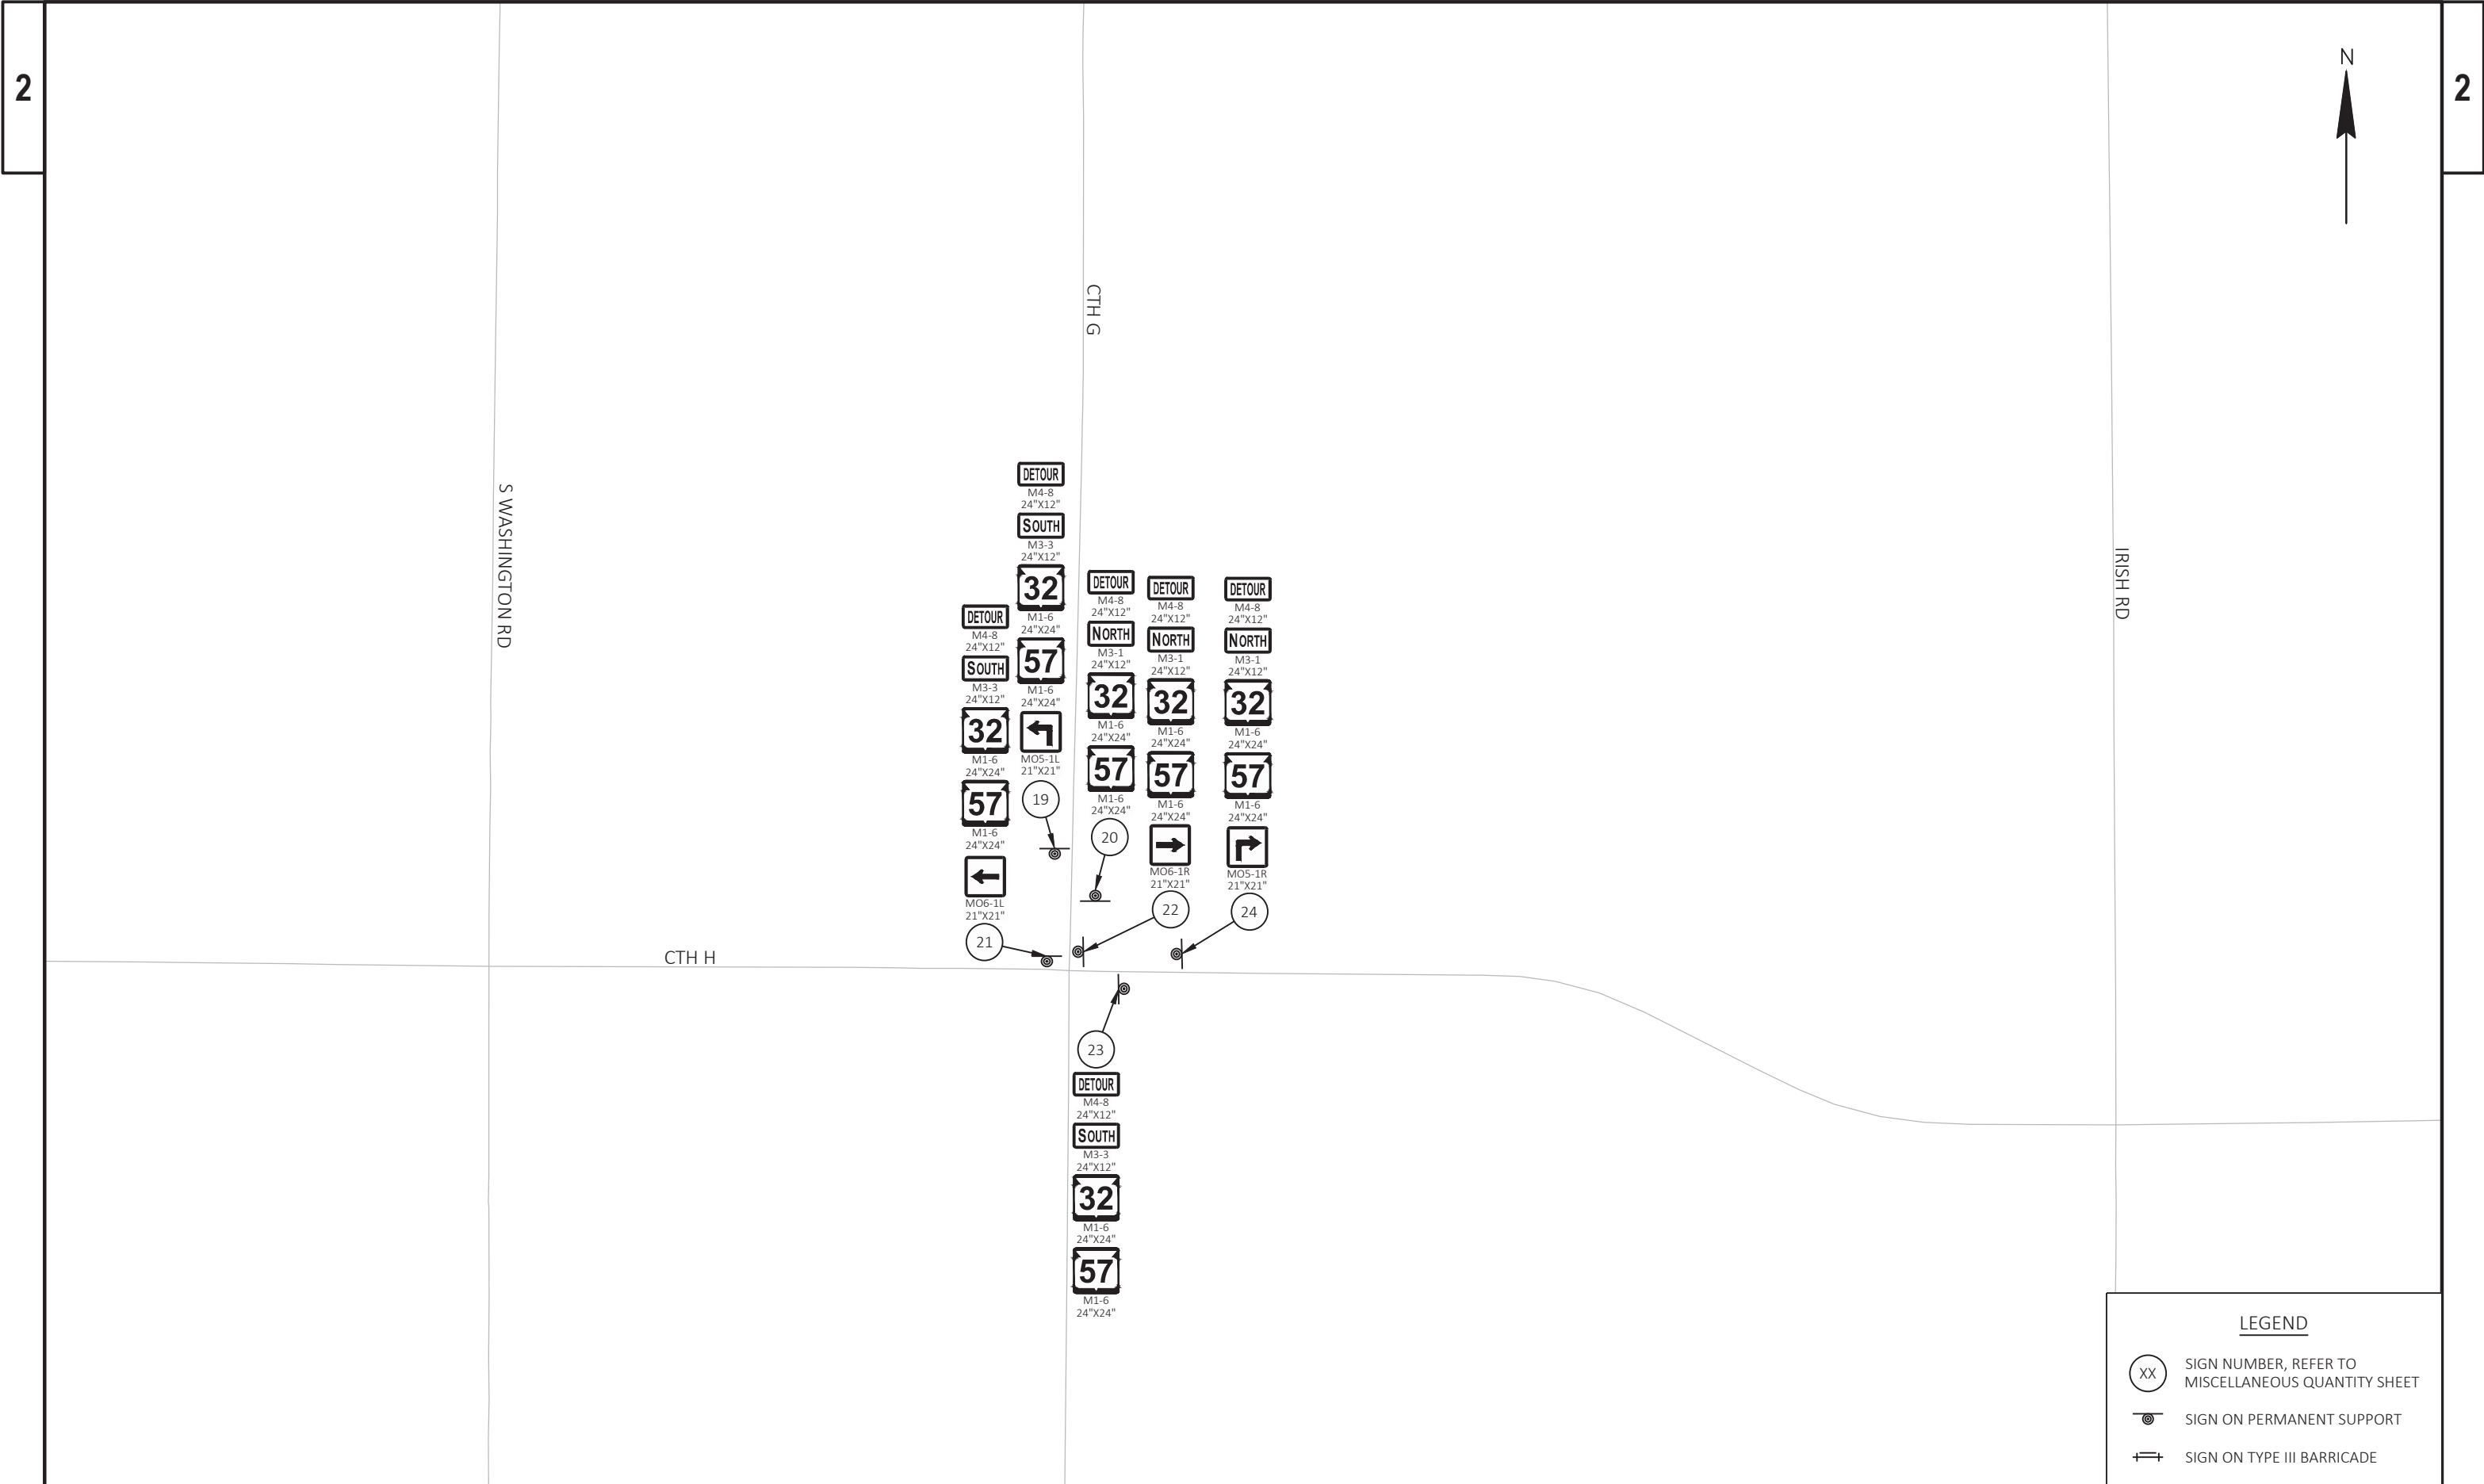 2
2
N
CTH G
S WASHINGTON RD
IRISH RD
CTH H
DETOUR
M4-8
24"X12"
SOUTH
M3-3
24"X12"
32
M1-6
24"X24"
57
M1-6
24"X24"
MO5-1L
21"X21"
19
DETOUR
M4-8
24"X12"
SOUTH
M3-3
24"X12"
32
M1-6
24"X24"
57
M1-6
24"X24"
MO6-1L
21"X21"
21
DETOUR
M4-8
24"X12"
NORTH
M3-1
24"X12"
32
M1-6
24"X24"
57
M1-6
24"X24"
20
DETOUR
M4-8
24"X12"
NORTH
M3-1
24"X12"
32
M1-6
24"X24"
57
M1-6
24"X24"
MO6-1R
21"X21"
22
DETOUR
M4-8
24"X12"
NORTH
M3-1
24"X12"
32
M1-6
24"X24"
57
M1-6
24"X24"
MO5-1R
21"X21"
24
23
DETOUR
M4-8
24"X12"
SOUTH
M3-3
24"X12"
32
M1-6
24"X24"
57
M1-6
24"X24"
LEGEND
XX
SIGN NUMBER, REFER TO
MISCELLANEOUS QUANTITY SHEET
SIGN ON PERMANENT SUPPORT
SIGN ON TYPE III BARRICADE